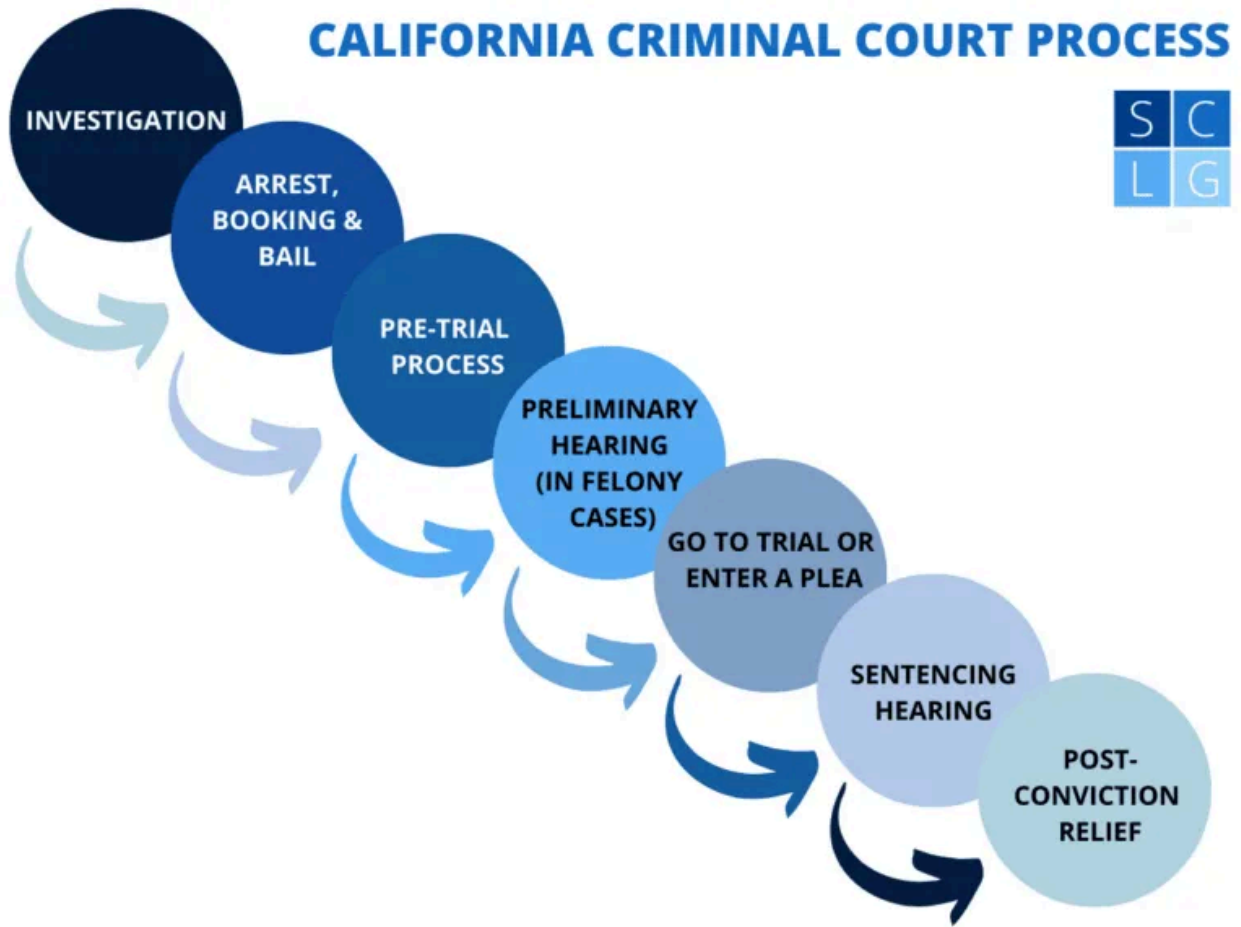 CALIFORNIA CRIMINAL COURT PROCESS
S C
L G
INVESTIGATION
ARREST,
BOOKING &
BAIL
PRE-TRIAL
PROCESS
PRELIMINARY
HEARING
(IN FELONY
CASES)
GO TO TRIAL OR
ENTER A PLEA
SENTENCING
HEARING
POST-
CONVICTION
RELIEF